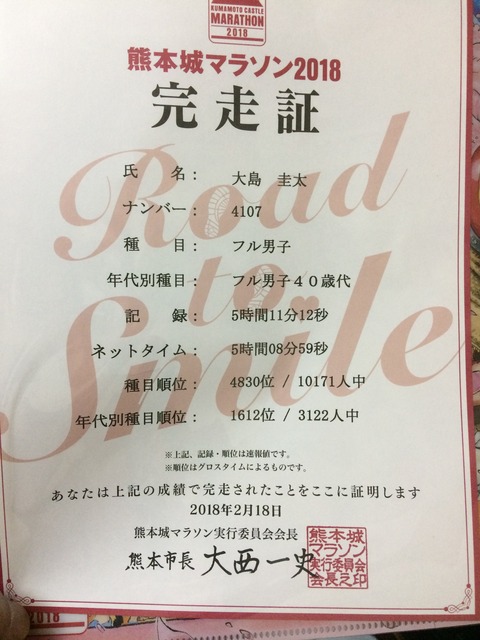 KUMAMOTO CASTLE
MARATHON
2018
熊本城マラソン2018
完走証
Road
to
Smile
氏 名： 大島 圭太
ナンバー： 4107
種 目： フル男子
年代別種目： フル男子４０歳代
記 録： 5時間11分12秒
ネットタイム： 5時間08分59秒
種目順位： 4830位 / 10171人中
年代別種目順位： 1612位 / 3122人中
※上記、記録・順位は速報値です。
※順位はグロスタイムによるものです。
あなたは上記の成績で完走されたことをここに証明します
2018年2月18日
熊本城マラソン実行委員会会長
熊本市長 大西一史
熊本城
マラソン
実行委員会
会長之印
2018